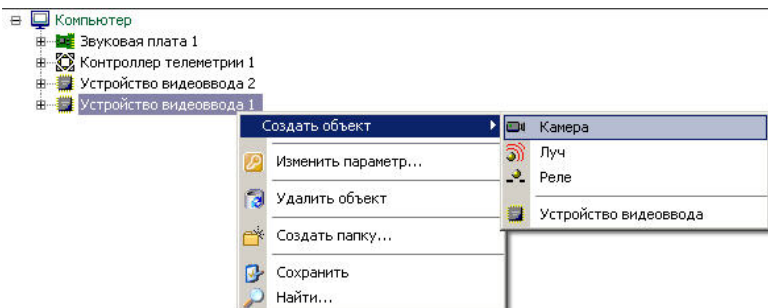 Компьютер
Звуковая плата 1
Контроллер телеметрии 1
Устройство видеоввода 2
Устройство видеоввода 1
Создать объект
Изменить параметр...
Удалить объект
Создать папку...
Сохранить
Найти...
Камера
Луч
Реле
Устройство видеоввода